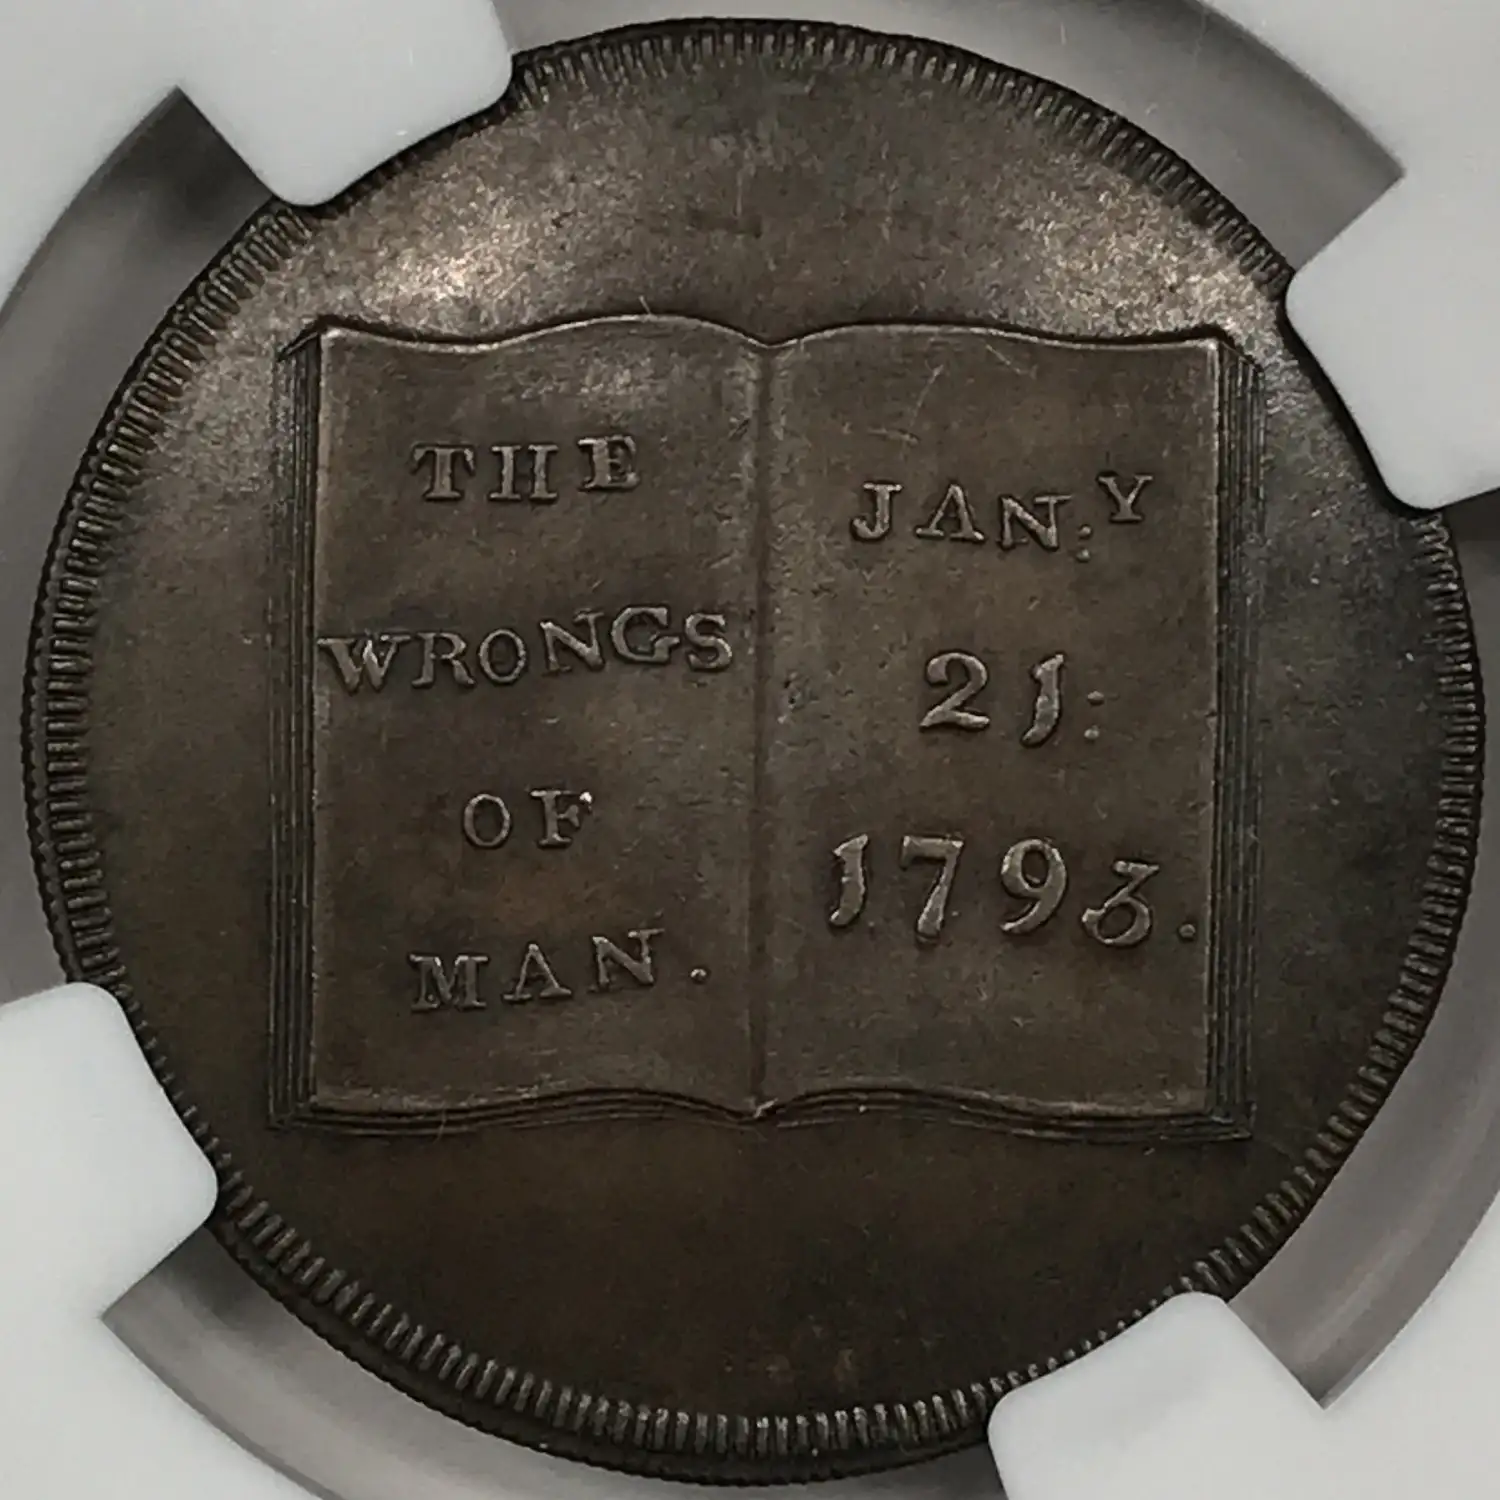 THE
WRONGS
OF
MAN.
JAN:Y
21:
1793.